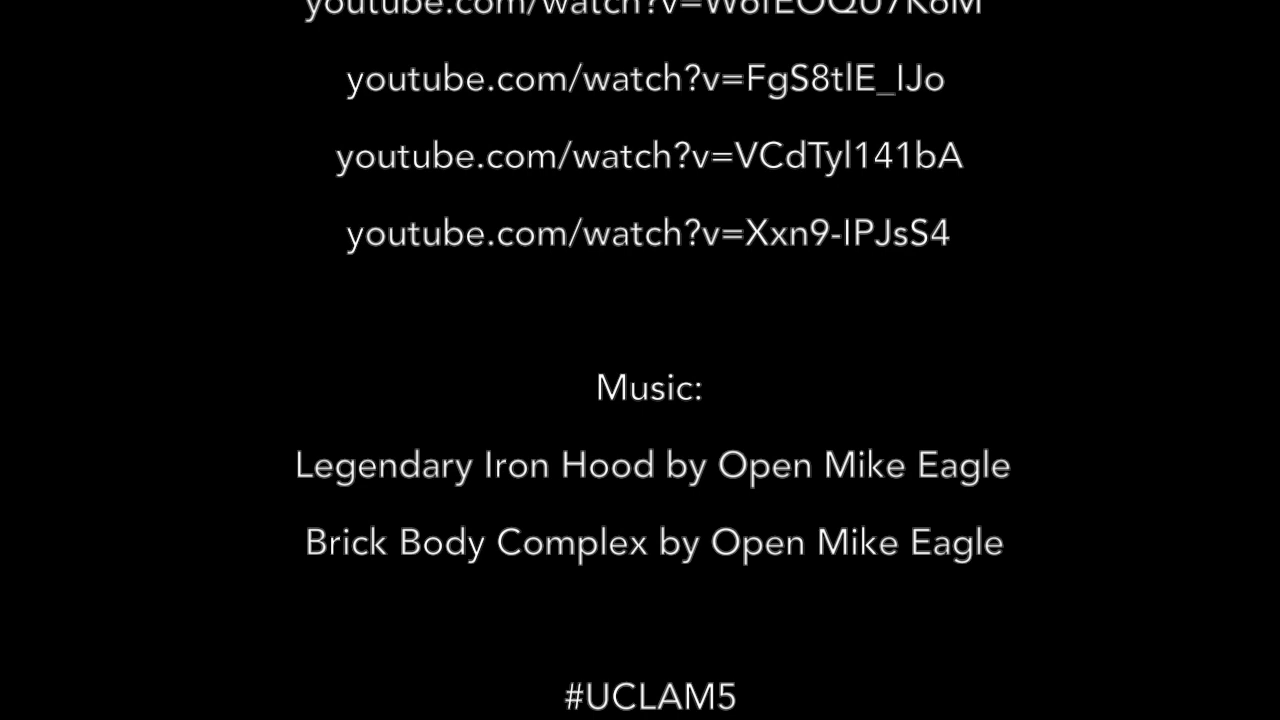 youtube.com/watch?v=FgS8tlE_IJo
youtube.com/watch?v=VCdTyl141bA
youtube.com/watch?v=Xxn9-IPJsS4
Music:
Legendary Iron Hood by Open Mike Eagle
Brick Body Complex by Open Mike Eagle
#UCLAM5